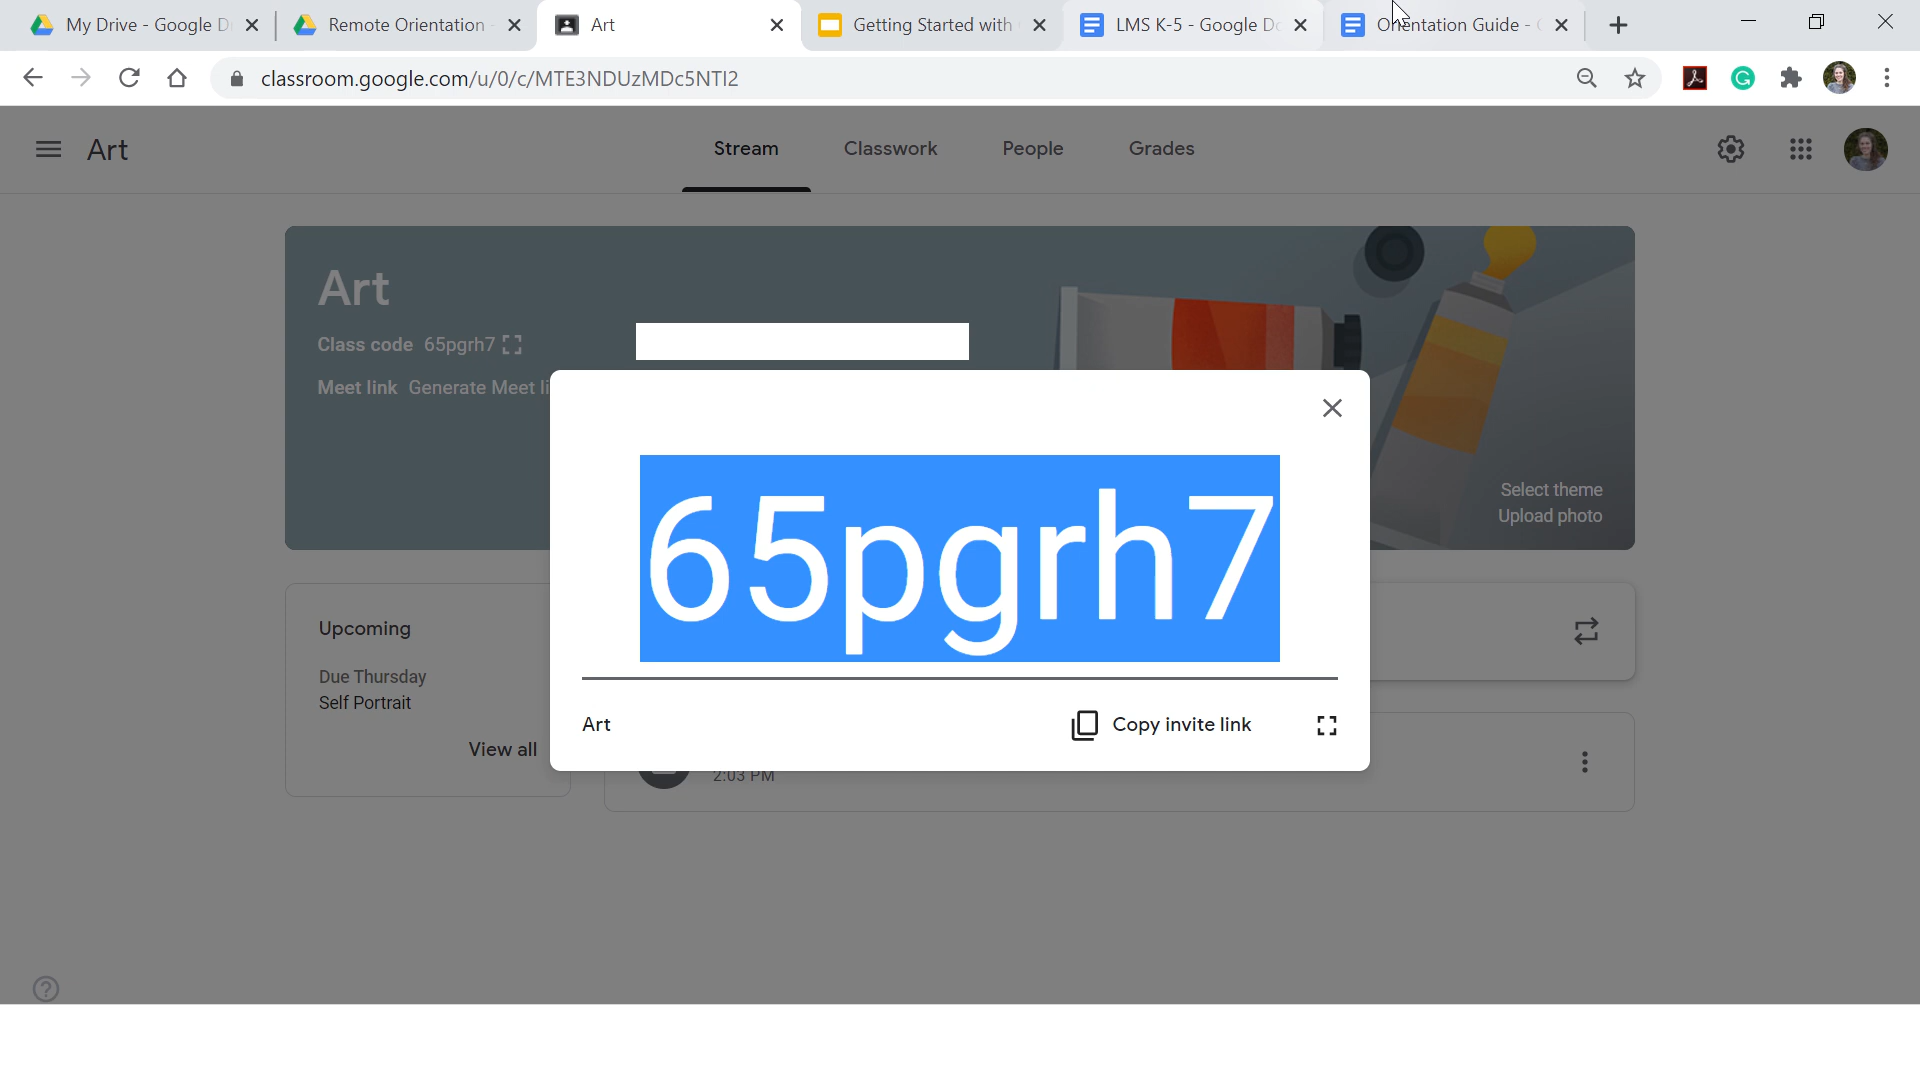 My Drive - Google D
Remote Orientation -
Art
Getting Started with
LMS K-5 - Google Do
Orientation Guide -
classroom.google.com/u/0/c/MTE3NDUzMDc5NTI2
Art
Stream
Classwork
People
Grades
Art
Class code 65pgrh7
Meet link Generate Meet li
Select theme
Upload photo
65pgrh7
Art
Copy invite link
Upcoming
Due Thursday
Self Portrait
View all
2:03 PM